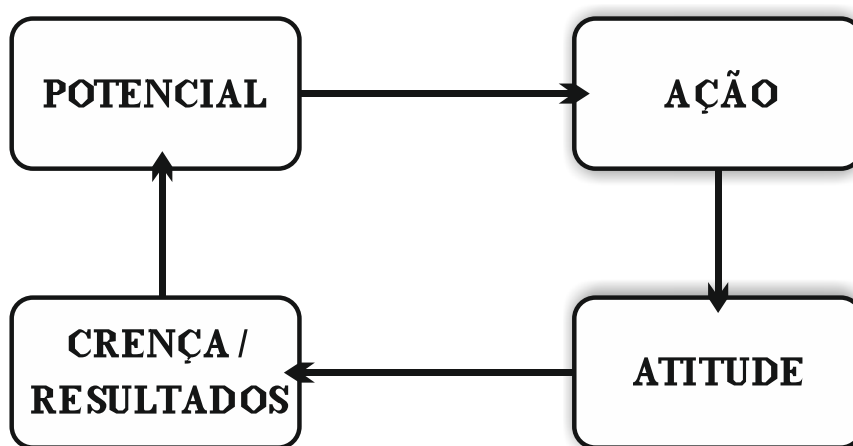 POTENCIAL
AÇÃO
CRENÇA /
RESULTADOS
ATITUDE